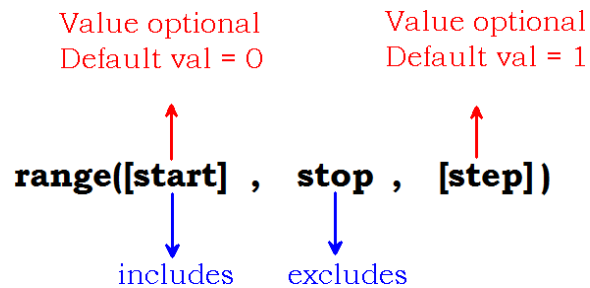 Value optional
Default val = 0
Value optional
Default val = 1
range([start] , stop , [step])
includes
excludes